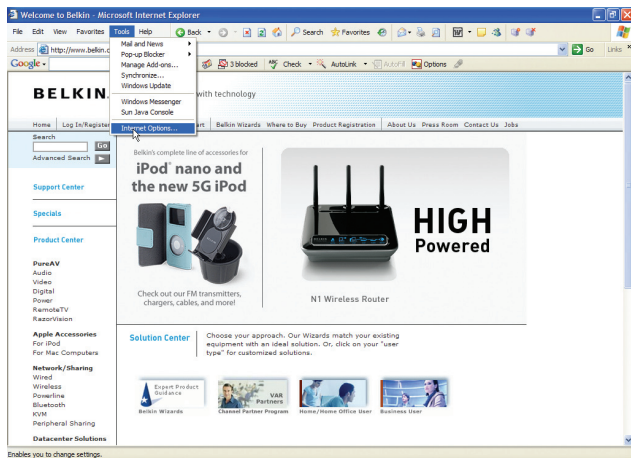 Welcome to Belkin - Microsoft Internet Explorer
File Edit View Favorites Tools Help Back Search Favorites
Address http://www.belkin.c Go Links
Mail and News
Pop-up Blocker
Manage Add-ons...
Synchronize...
Windows Update
Windows Messenger
Sun Java Console
Internet Options...
Google 3 blocked Check AutoLink AutoFill Options
BELKIN with technology
Home Log In/Register art Belkin Wizards Where to Buy Product Registration About Us Press Room Contact Us Jobs
Search
Go
Advanced Search
Support Center
Specials
Product Center
PureAV
Audio
Video
Digital
Power
RemoteTV
RazorVision
Apple Accessories
For iPod
For Mac Computers
Network/Sharing
Wired
Wireless
Powerline
Bluetooth
KVM
Peripheral Sharing
Datacenter Solutions
Belkin's complete line of accessories for
iPod® nano and
the new 5G iPod
Check out our FM transmitters,
chargers, cables, and more!
HIGH
Powered
N1 Wireless Router
Solution Center
Choose your approach. Our Wizards match your existing
equipment with an ideal solution. Or, click on your "user
type" for customized solutions.
Expert Product
Guidance
Belkin Wizards
VAR
Partners
Channel Partner Program
Home/Home Office User
Business User
Enables you to change settings.